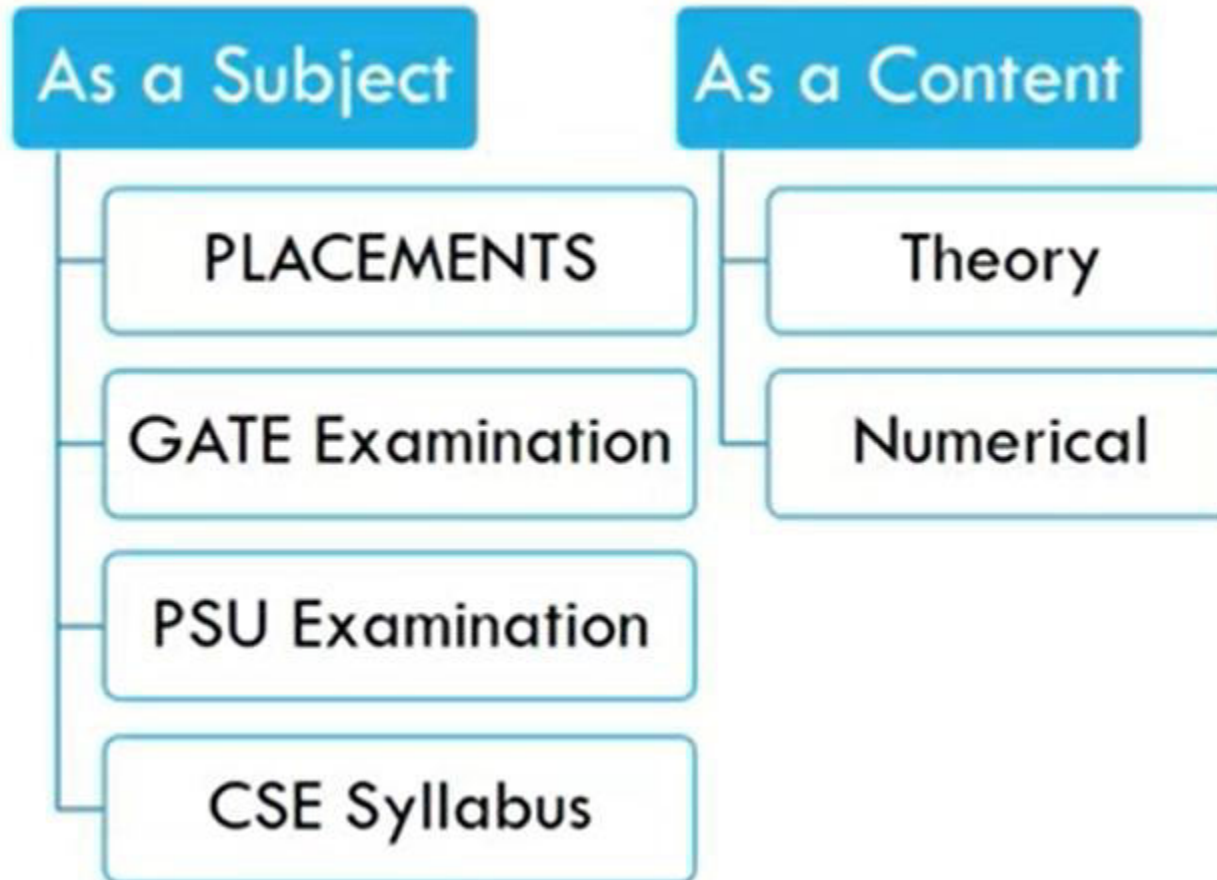 As a Subject
PLACEMENTS
GATE Examination
PSU Examination
CSE Syllabus
As a Content
Theory
Numerical